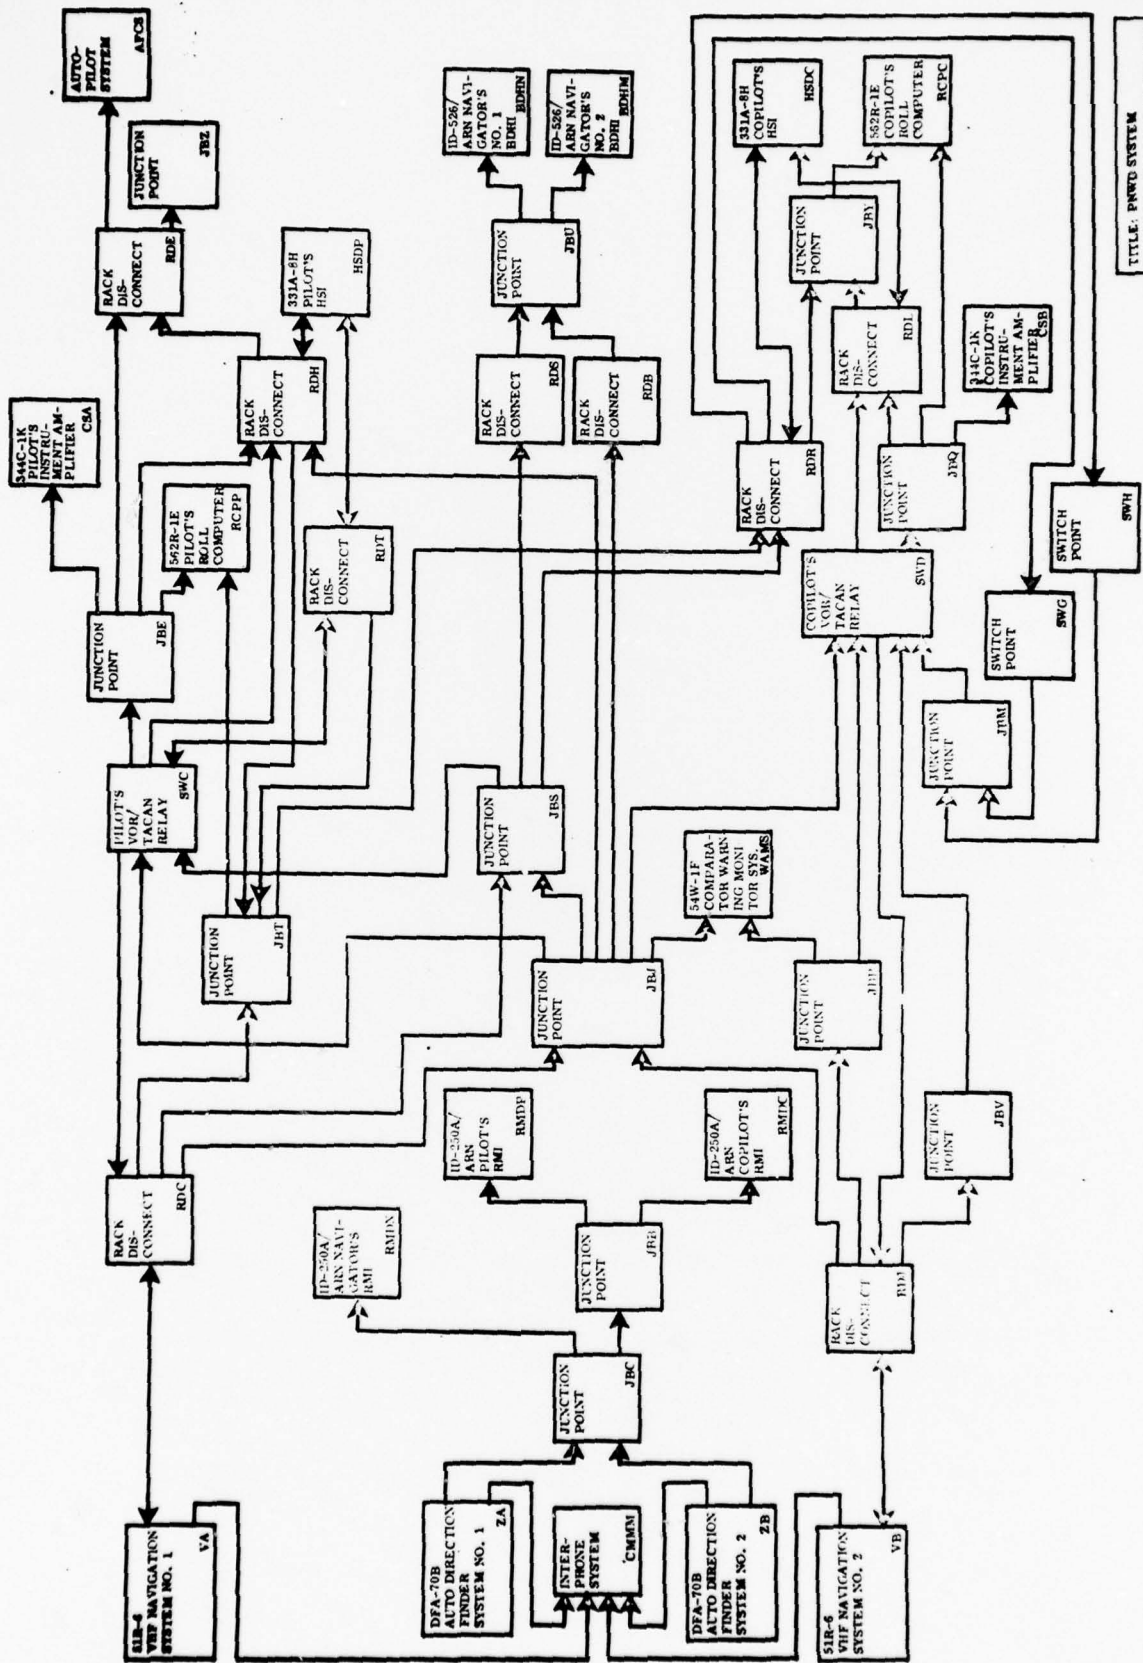 AUTO-
PILOT
SYSTEM
AFCS
JUNCTION
POINT
JBZ
RACK
DIS-
CONNECT
RDE
344C-1K
PILOT'S
INSTRU-
MENT AM-
PLIFIER
CSA
562R-1E
PILOT'S
ROLL
COMPUTER
RCPP
JUNCTION
POINT
JBE
RACK
DIS-
CONNECT
RDH
331A-8H
PILOT'S
HSI
HSDP
RACK
DIS-
CONNECT
RDT
PILOT'S
VOR/
TACAN
RELAY
SWC
JUNCTION
POINT
JBT
RACK
DIS-
CONNECT
RDC
51R-6
VHF NAVIGATION
SYSTEM NO. 1
VA
ID-526/
ARN NAVI-
GATOR'S
NO. 1
BDHI
BDHN
ID-526/
ARN NAVI-
GATOR'S
NO. 2
BDHI
BDHM
JUNCTION
POINT
JBU
RACK
DIS-
CONNECT
RDS
RACK
DIS-
CONNECT
RDB
JUNCTION
POINT
JBS
JUNCTION
POINT
JBJ
54W-1F
COMPARA-
TOR WARN
ING MONI
TOR SYS.
WAMS
ID-250A/
ARN
PILOT'S
RMI
RMDP
ID-250A/
ARN
COPILOT'S
RMI
RMDC
ID-250A/
ARN NAVI-
GATOR'S
RMI
RMDN
JUNCTION
POINT
JBB
JUNCTION
POINT
JBC
DFA-70B
AUTO DIRECTION
FINDER
SYSTEM NO. 1
ZA
INTER-
PHONE
SYSTEM
CMMM
DFA-70B
AUTO DIRECTION
FINDER
SYSTEM NO. 2
ZB
51R-6
VHF NAVIGATION
SYSTEM NO. 2
VB
331A-8H
COPILOT'S
HSI
HSDC
562R-1E
COPILOT'S
ROLL
COMPUTER
RCPC
JUNCTION
POINT
JBY
RACK
DIS-
CONNECT
RDL
344C-1K
COPILOT'S
INSTRU-
MENT AM-
PLIFIER
CSB
RACK
DIS-
CONNECT
RDR
JUNCTION
POINT
JBQ
COPILOT'S
VOR/
TACAN
RELAY
SWD
SWITCH
POINT
SWH
SWITCH
POINT
SWG
JUNCTION
POINT
JBM
JUNCTION
POINT
JUNCTION
POINT
JBV
RACK
DIS-
CONNECT
TITLE: PNWD SYSTEM